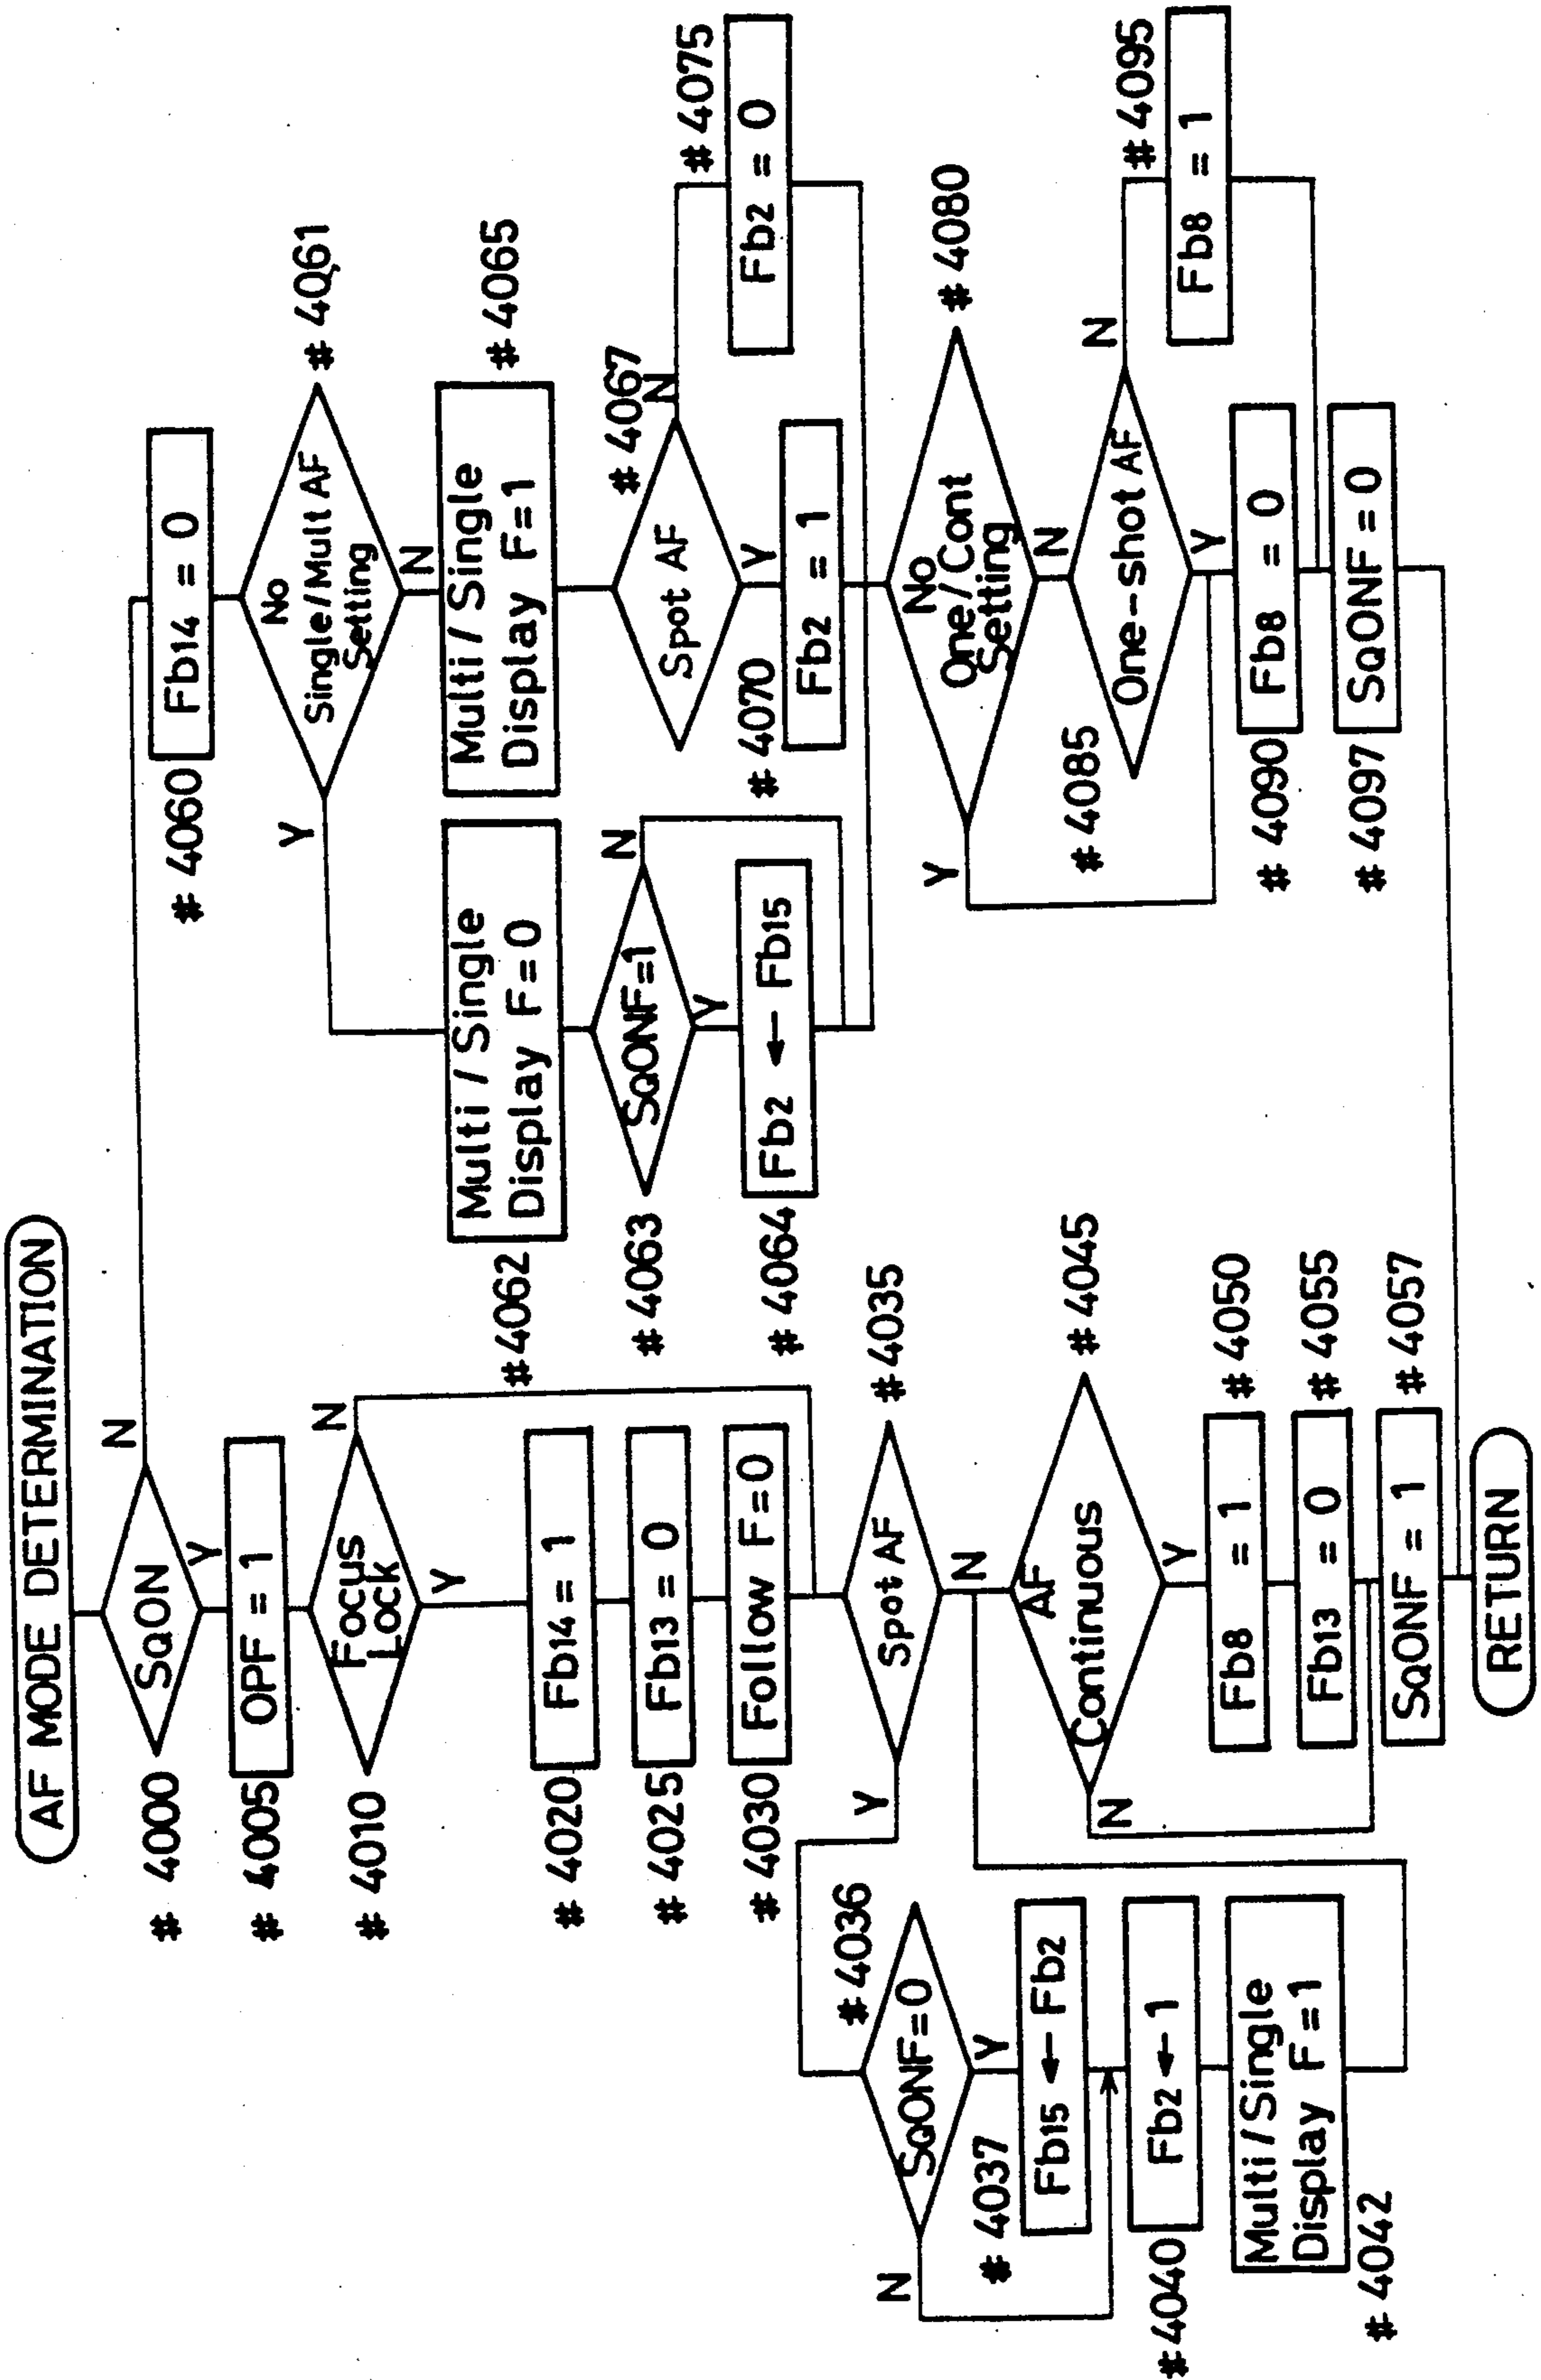 AF MODE DETERMINATION
# 4000
SQON
N
Y
# 4005
OPF = 1
# 4010
Focus
Lock
N
Y
# 4020
Fb14 = 1
# 4025
Fb13 = 0
# 4030
Follow F=0
# 4035
Spot AF
Y
N
# 4036
SQONF=0
N
Y
# 4037
Fb15 ← Fb2
# 4040
Fb2 ← 1
# 4042
Multi / Single
Display F = 1
# 4045
AF
Continuous
N
Y
# 4050
Fb8 = 1
# 4055
Fb13 = 0
# 4057
SQONF = 1
RETURN
# 4060
Fb14 = 0
# 4061
No
Single/Mult AF
Setting
Y
N
# 4062
Multi / Single
Display F = 0
# 4063
SQONF=1
N
Y
# 4064
Fb2 ← Fb15
# 4065
Multi / Single
Display F=1
# 4067
Spot AF
N
Y
# 4070
Fb2 = 1
# 4075
Fb2 = 0
# 4080
No
One/Cont
Setting
Y
N
# 4085
One-shot AF
N
Y
# 4090
Fb8 = 0
# 4095
Fb8 = 1
# 4097
SQONF = 0